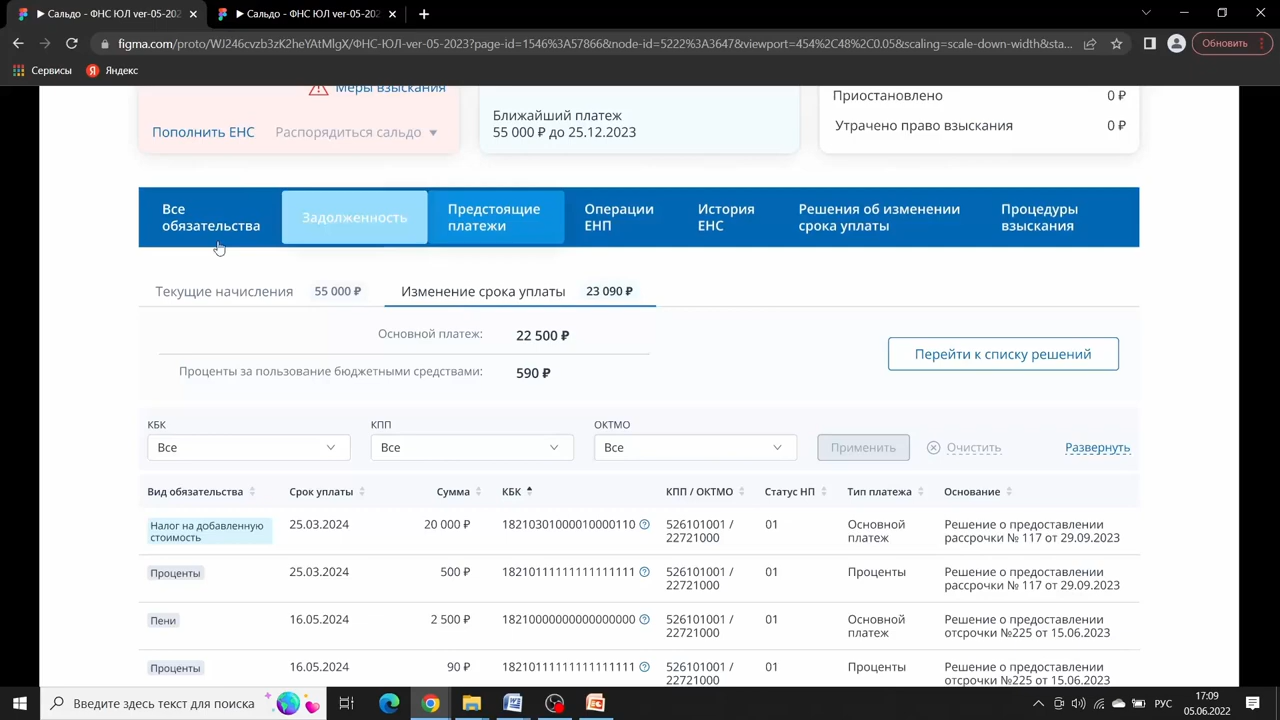 ▶ Сальдо - ФНС ЮЛ ver-05-202
▶ Сальдо - ФНС ЮЛ ver-05-202
figma.com/proto/WJ246cvzb3zK2heYAtMlgX/ФНС-ЮЛ-ver-05-2023?page-id=1546%3A57866&node-id=5222%3A3647&viewport=454%2C48%2C0.05&scaling=scale-down-width&sta...
Обновить
Сервисы
Яндекс
Меры взыскания
Пополнить ЕНС
Распорядиться сальдо
Ближайший платеж
55 000 ₽ до 25.12.2023
Приостановлено 0 ₽
Утрачено право взыскания 0 ₽
Все обязательства
Задолженность
Предстоящие платежи
Операции ЕНП
История ЕНС
Решения об изменении срока уплаты
Процедуры взыскания
Текущие начисления 55 000 ₽
Изменение срока уплаты 23 090 ₽
Основной платеж: 22 500 ₽
Проценты за пользование бюджетными средствами: 590 ₽
Перейти к списку решений
КБК КПП ОКТМО
Все Все Все Применить Очистить Развернуть
Вид обязательства Срок уплаты Сумма КБК КПП / ОКТМО Статус НП Тип платежа Основание
Налог на добавленную стоимость 25.03.2024 20 000 ₽ 18210301000010000110 526101001 / 22721000 01 Основной платеж Решение о предоставлении рассрочки № 117 от 29.09.2023
Проценты 25.03.2024 500 ₽ 18210111111111111111 526101001 / 22721000 01 Проценты Решение о предоставлении рассрочки № 117 от 29.09.2023
Пени 16.05.2024 2 500 ₽ 18210000000000000000 526101001 / 22721000 01 Основной платеж Решение о предоставлении отсрочки №225 от 15.06.2023
Проценты 16.05.2024 90 ₽ 18210111111111111111 526101001 / 22721000 01 Проценты Решение о предоставлении отсрочки №225 от 15.06.2023
Введите здесь текст для поиска
РУС
17:09
05.06.2022